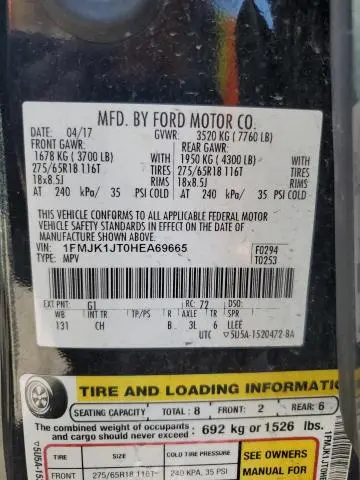 MFD. BY FORD MOTOR CO.
DATE: 04/17 GVWR: 3520 KG ( 7760 LB)
FRONT GAWR: REAR GAWR:
1678 KG ( 3700 LB) WITH 1950 KG ( 4300 LB) WITH
275/65R18 116T TIRES 275/65R18 116T TIRES
18x8.5J RIMS 18x8.5J RIMS
AT 240 kPa/ 35 PSI AT 240 kPa/ 35 PSI
THIS VEHICLE CONFORMS TO ALL APPLICABLE FEDERAL MOTOR
VEHICLE SAFETY AND THEFT PREVENTION STANDARDS IN EFFECT ON THE
DATE OF MANUFACTURE SHOWN ABOVE.
VIN: 1FMJK1JT0HEA69665
TYPE: MPV
F0294
T0253
EXT PNT: G1 RC: 72 DSO:
WB INT TR TP/PS R AXLE TR SPR
131 CH B 3L 6 LLEE
UTC 5U5A-1520472-BA
TIRE AND LOADING INFORMATION
SEATING CAPACITY TOTAL: 8 FRONT: 2 REAR: 6
The combined weight of occupants 692 kg or 1526 lbs.
TIRE SIZE COLD TIRE PRESSURE SEE OWNERS
FRONT 275/65R18 116T 240 KPA, 35 PSI MANUAL FOR